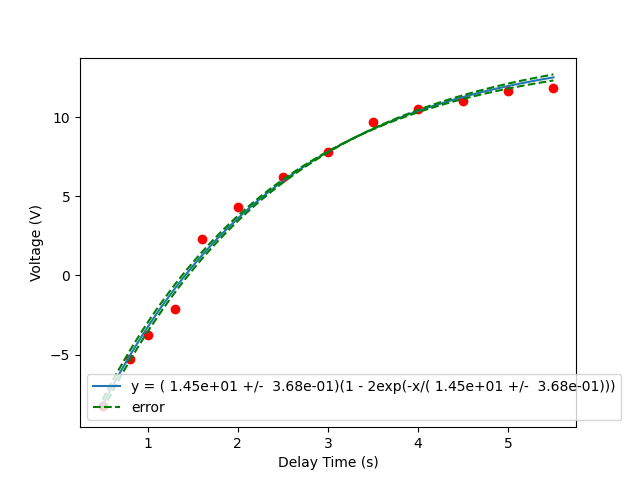 10
5
0
−5
Voltage (V)
y = ( 1.45e+01 +/-  3.68e-01)(1 - 2exp(-x/( 1.45e+01 +/-  3.68e-01)))
error
1 2 3 4 5
Delay Time (s)